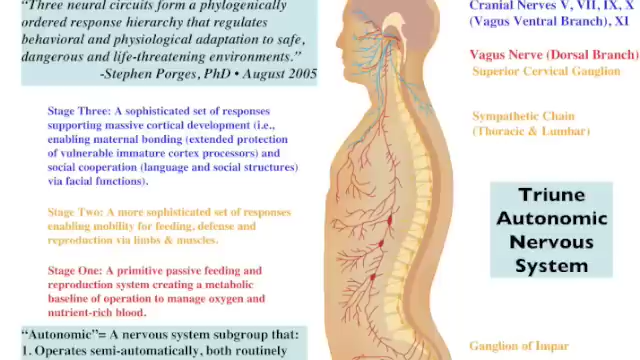 “Three neural circuits form a phylogenically
ordered response hierarchy that regulates
behavioral and physiological adaptation to safe,
dangerous and life-threatening environments.”
-Stephen Porges, PhD • August 2005
Stage Three: A sophisticated set of responses
supporting massive cortical development (i.e.,
enabling maternal bonding (extended protection
of vulnerable immature cortex processors) and
social cooperation (language and social structures)
via facial functions).
Stage Two: A more sophisticated set of responses
enabling mobility for feeding, defense and
reproduction via limbs & muscles.
Stage One: A primitive passive feeding and
reproduction system creating a metabolic
baseline of operation to manage oxygen and
nutrient-rich blood.
“Autonomic”= A nervous system subgroup that:
1. Operates semi-automatically, both routinely
Cranial Nerves V, VII, IX, X
(Vagus Ventral Branch), XI
Vagus Nerve (Dorsal Branch)
Superior Cervical Ganglion
Sympathetic Chain
(Thoracic & Lumbar)
Triune
Autonomic
Nervous
System
Ganglion of Impar